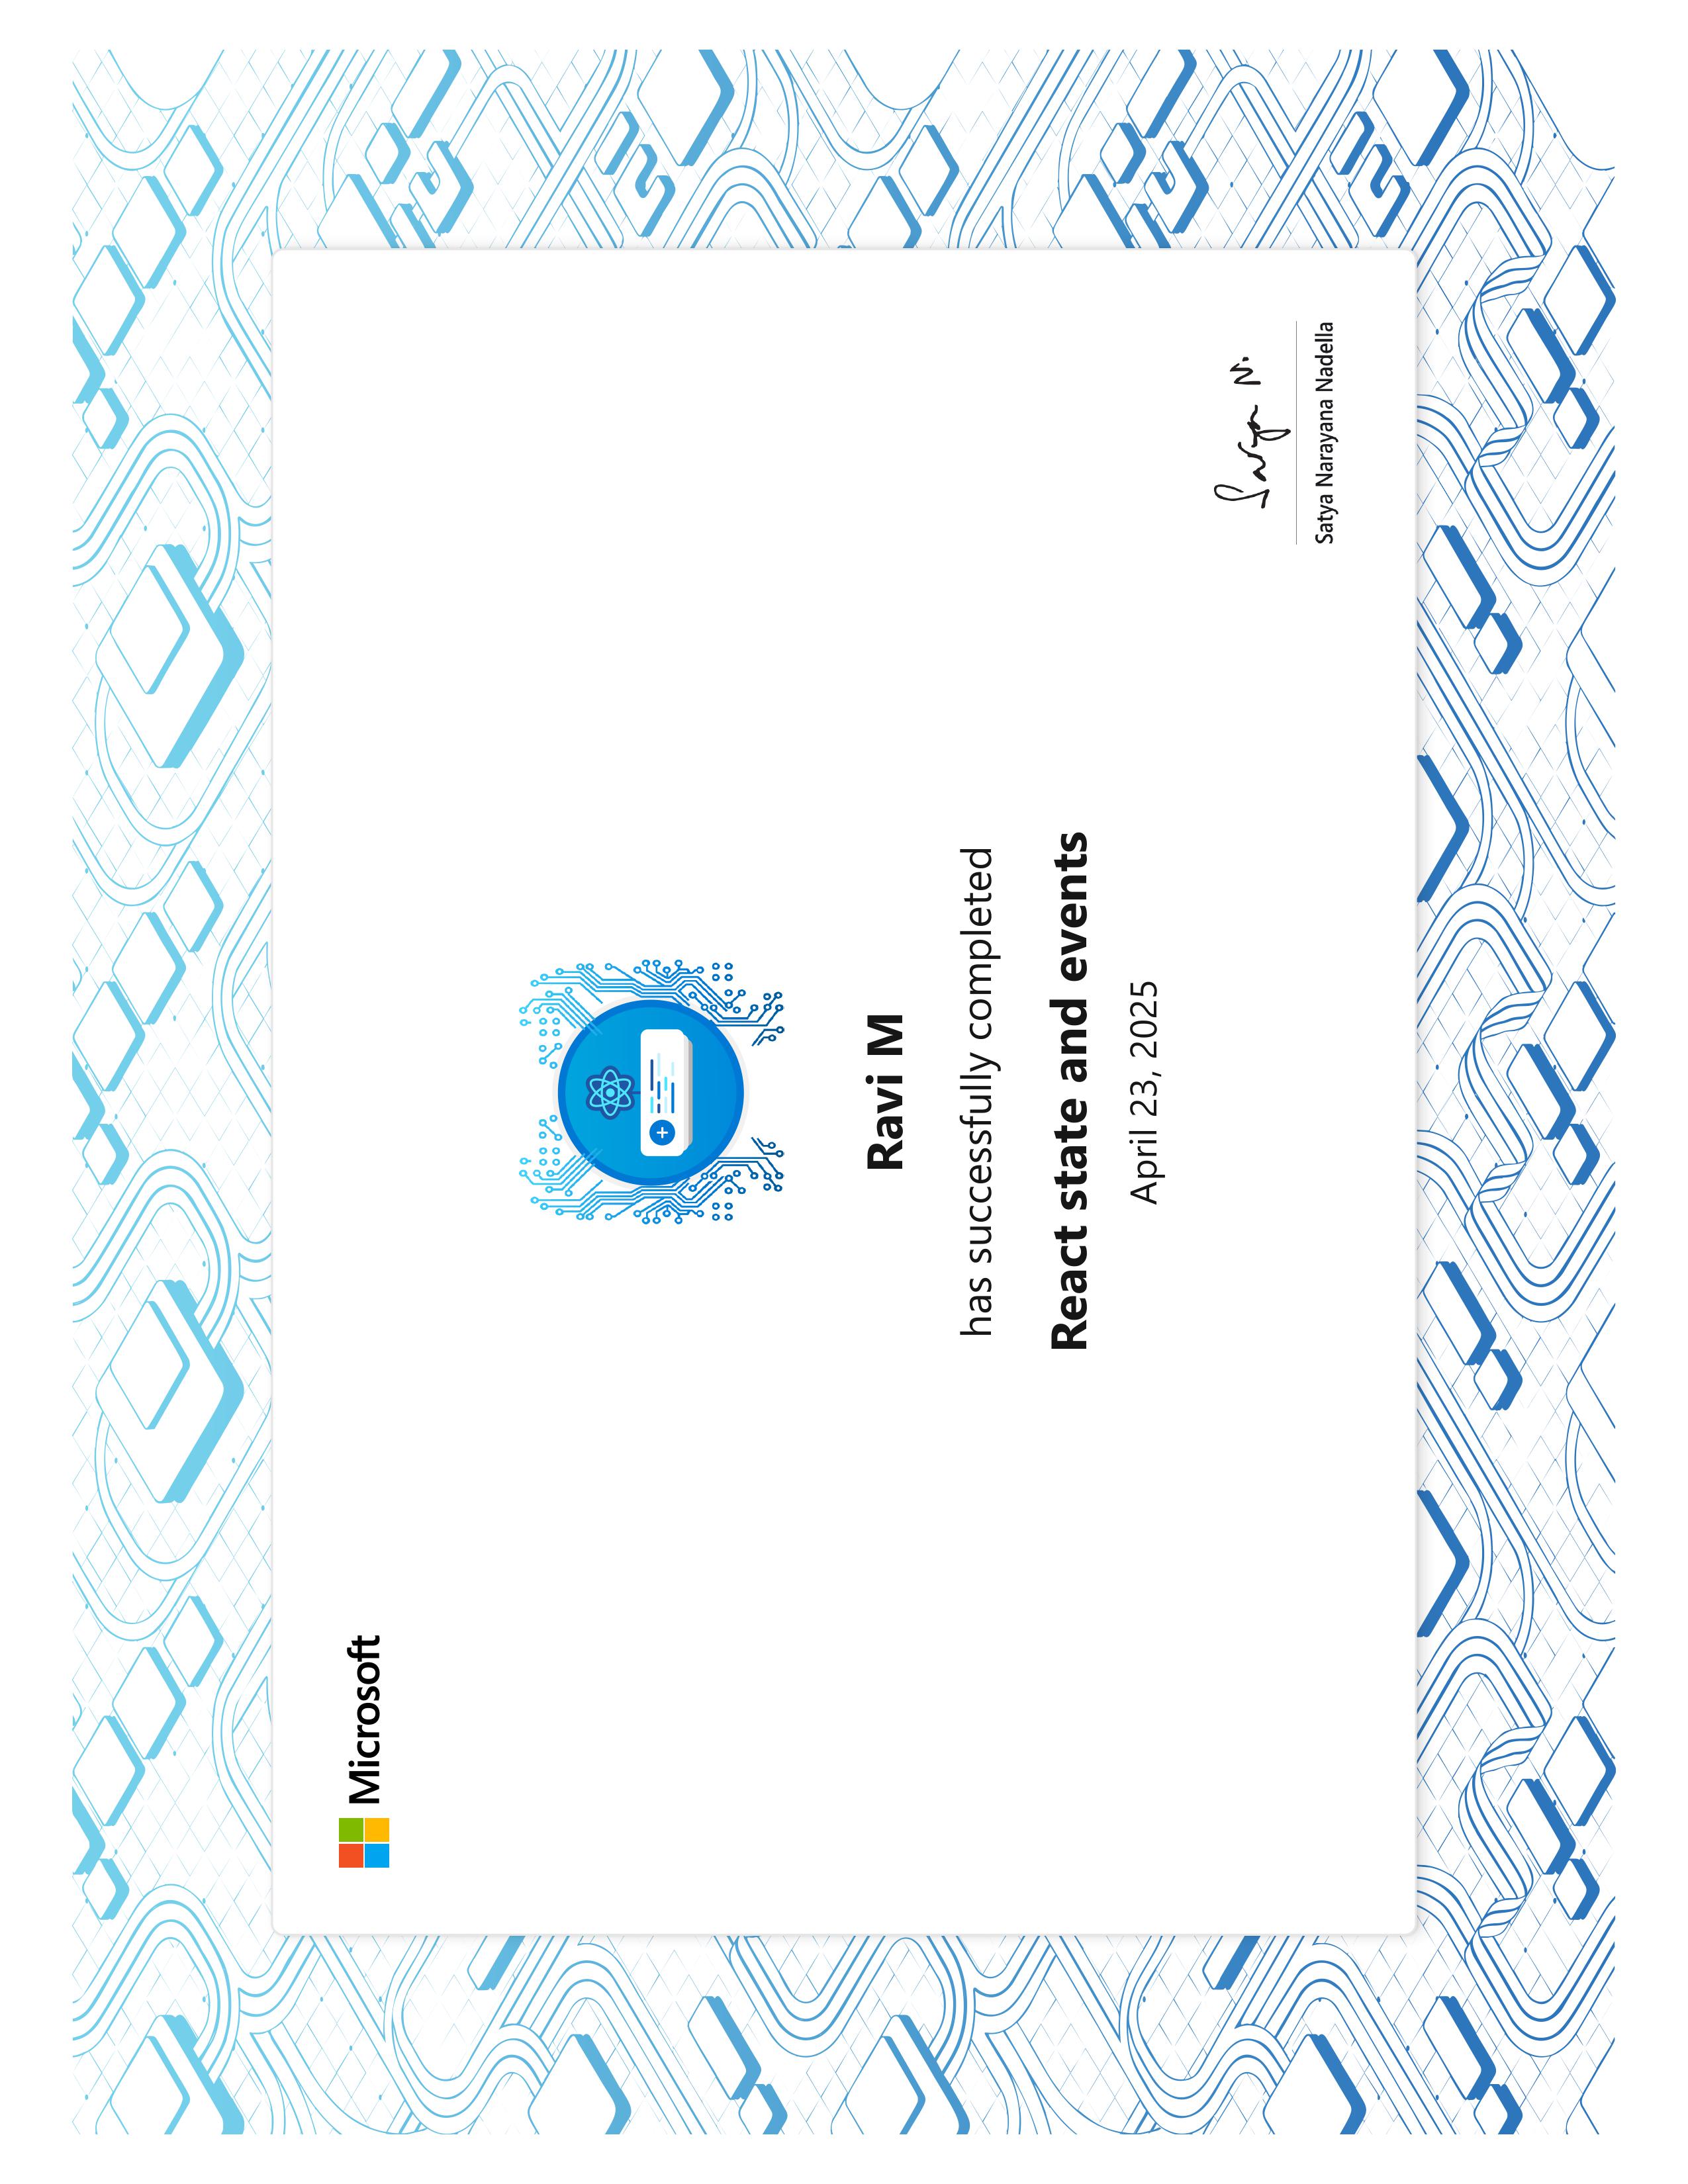 Microsoft
Ravi M
has successfully completed
React state and events
April 23, 2025
Satya N.
Satya Narayana Nadella